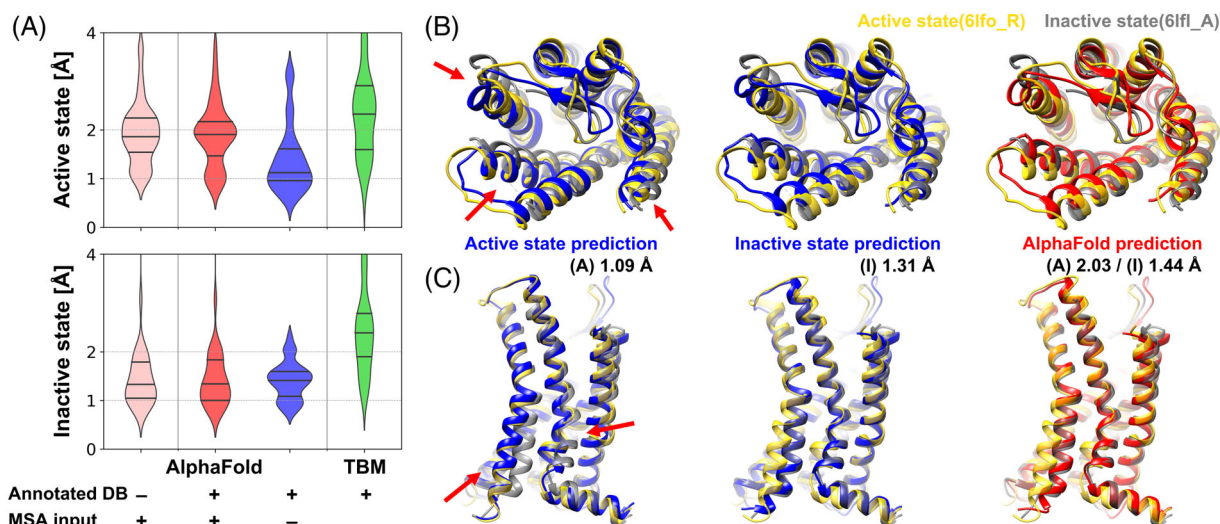 (A)
Active state [Å]
4
2
1
0
Inactive state [Å]
4
2
1
0
AlphaFold TBM
Annotated DB – + + +
MSA input + + –
(B)
Active state(6lfo_R) Inactive state(6lfl_A)
Active state prediction
(A) 1.09 Å
Inactive state prediction
(I) 1.31 Å
AlphaFold prediction
(A) 2.03 / (I) 1.44 Å
(C)